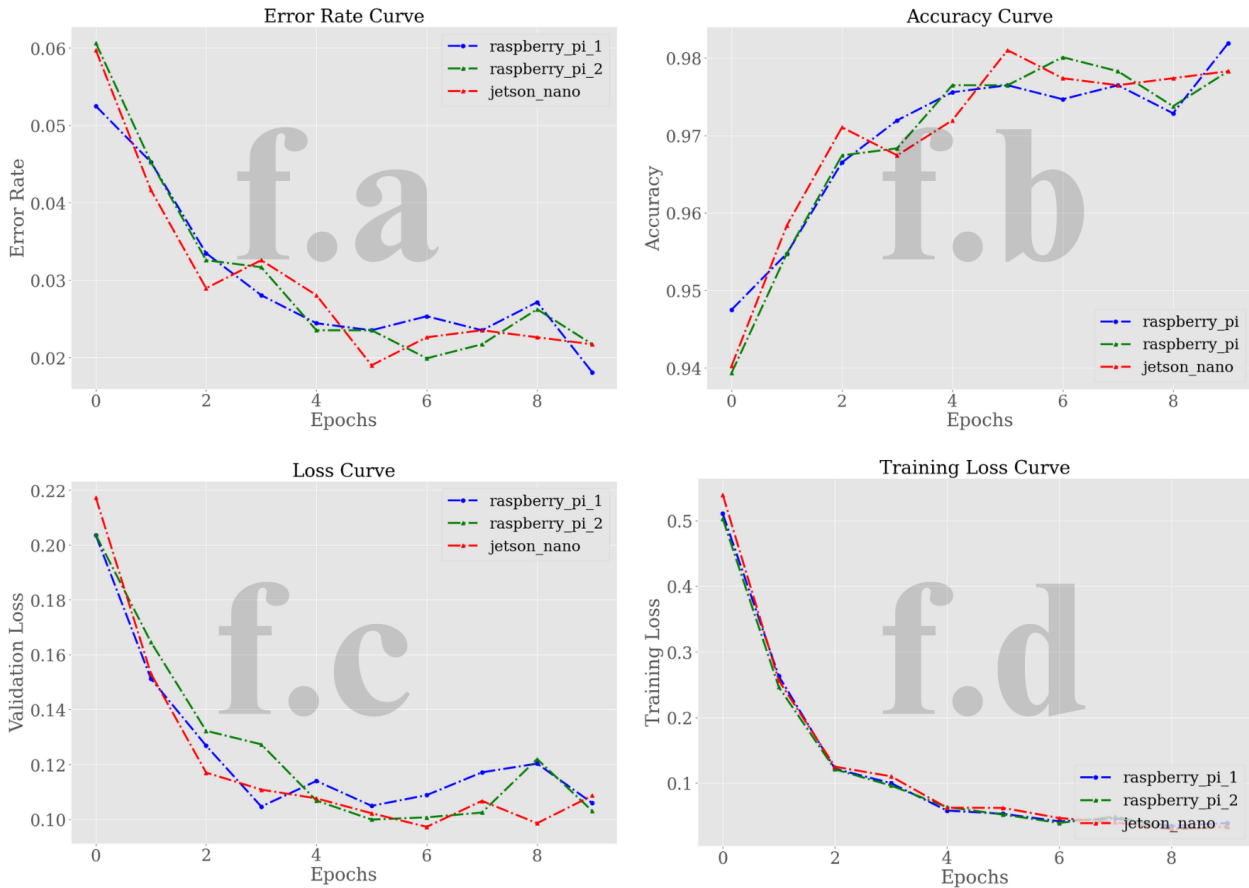 Error Rate Curve
0.06
0.05
0.04
0.03
0.02
Error Rate
raspberry_pi_1
raspberry_pi_2
jetson_nano
f.a
0 2 4 6 8
Epochs
Accuracy Curve
0.98
0.97
0.96
0.95
0.94
Accuracy
f.b
raspberry_pi
raspberry_pi
jetson_nano
0 2 4 6 8
Epochs
Loss Curve
0.22
0.20
0.18
0.16
0.14
0.12
0.10
Validation Loss
raspberry_pi_1
raspberry_pi_2
jetson_nano
f.c
0 2 4 6 8
Epochs
Training Loss Curve
0.5
0.4
0.3
0.2
0.1
Training Loss
f.d
raspberry_pi_1
raspberry_pi_2
jetson_nano
0 2 4 6 8
Epochs